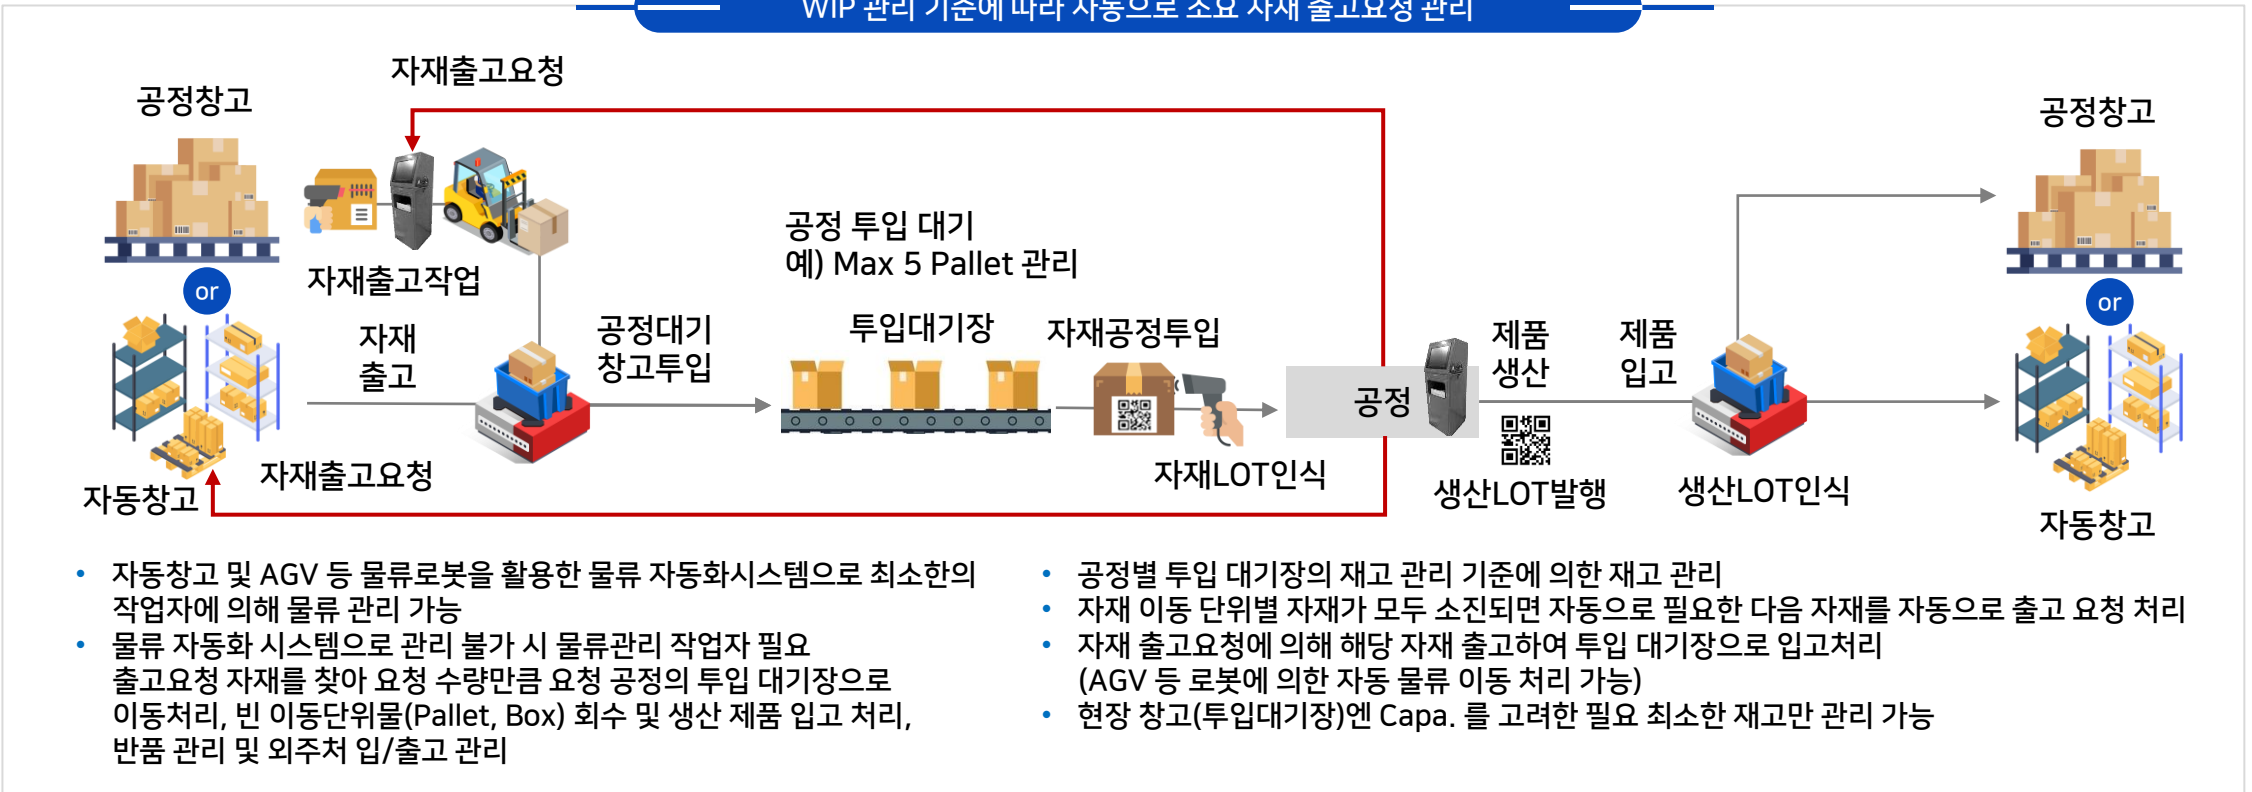 WIP 관리 기준에 따라 자동으로 소요 자재 출고요청 관리
자재출고요청
공정창고
공정창고
자재출고작업
or
공정 투입 대기
예) Max 5 Pallet 관리
or
자재
출고
공정대기
창고투입
투입대기장
자재공정투입
공정
제품
생산
제품
입고
자재출고요청
자동창고
자재LOT인식
생산LOT발행
생산LOT인식
자동창고
• 자동창고 및 AGV 등 물류로봇을 활용한 물류 자동화시스템으로 최소한의
작업자에 의해 물류 관리 가능
• 물류 자동화 시스템으로 관리 불가 시 물류관리 작업자 필요
출고요청 자재를 찾아 요청 수량만큼 요청 공정의 투입 대기장으로
이동처리, 빈 이동단위물(Pallet, Box) 회수 및 생산 제품 입고 처리,
반품 관리 및 외주처 입/출고 관리
• 공정별 투입 대기장의 재고 관리 기준에 의한 재고 관리
• 자재 이동 단위별 자재가 모두 소진되면 자동으로 필요한 다음 자재를 자동으로 출고 요청 처리
• 자재 출고요청에 의해 해당 자재 출고하여 투입 대기장으로 입고처리
(AGV 등 로봇에 의한 자동 물류 이동 처리 가능)
• 현장 창고(투입대기장)엔 Capa. 를 고려한 필요 최소한 재고만 관리 가능